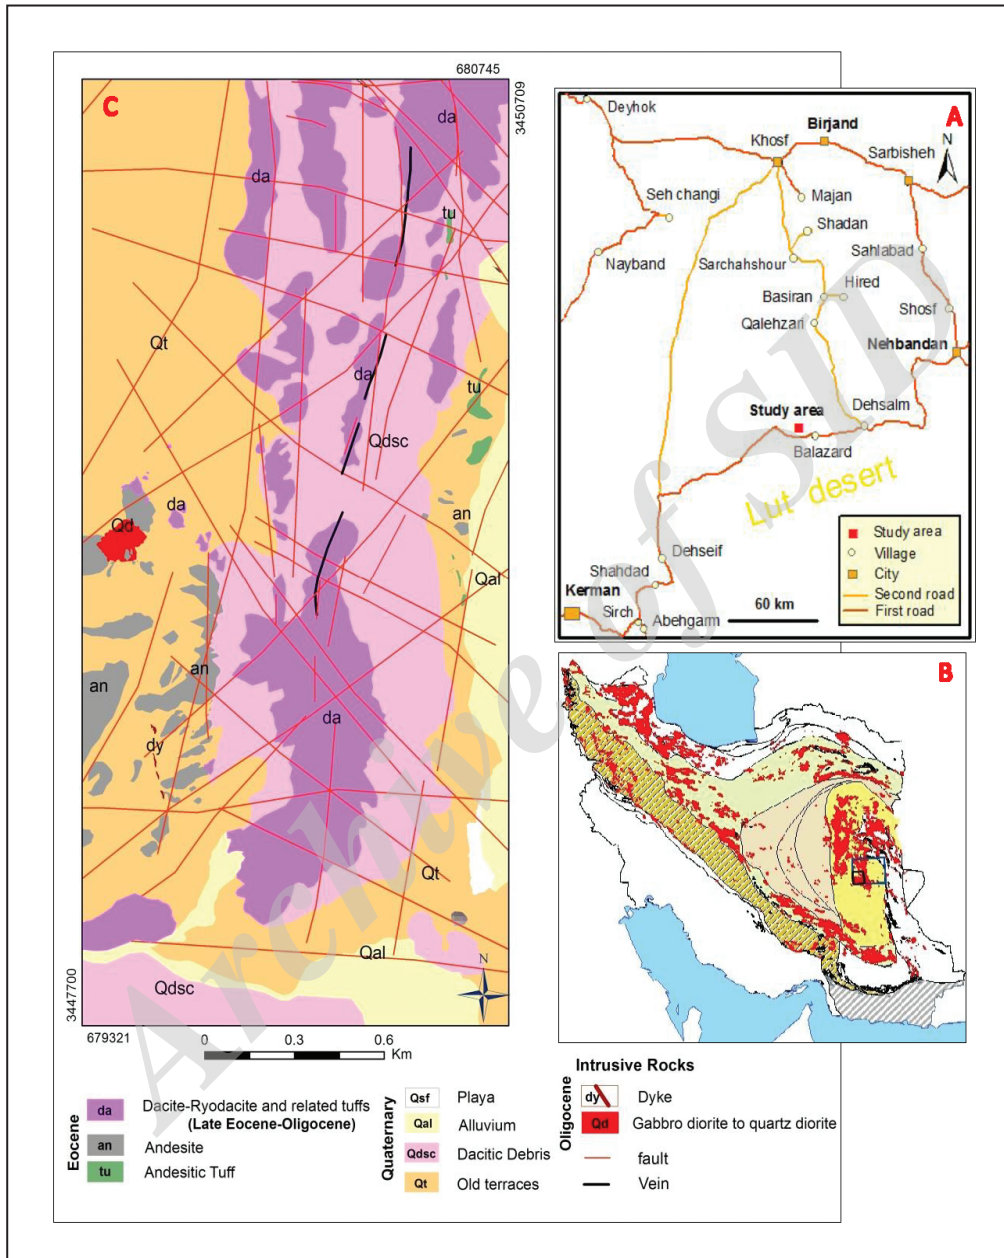 680745
3450709
C
da
da
tu
Qt
da
tu
Qdsc
an
da
Qd
Qal
an
an
da
dy
Qt
Qal
Qdsc
N
3447700
679321
0 0.3 0.6
Km
A
Deyhok
Birjand
Khosf
N
Sarbisheh
Seh changi
Majan
Shadan
Nayband
Sarchahshour
Sahlabad
Hired
Basiran
Shosf
Qalehzari
Nehbandan
Study area
Dehsalm
Balazard
Lut desert
Dehseif
Shahdad
Kerman
Sirch
Abehgarm
60 km
Study area
Village
City
Second road
First road
B
Eocene
da Dacite-Ryodacite and related tuffs
(Late Eocene-Oligocene)
an Andesite
tu Andesitic Tuff
Quaternary
Qsf Playa
Qal Alluvium
Qdsc Dacitic Debris
Qt Old terraces
Intrusive Rocks
Oligocene
dy Dyke
Qd Gabbro diorite to quartz diorite
fault
Vein
Archive of SID